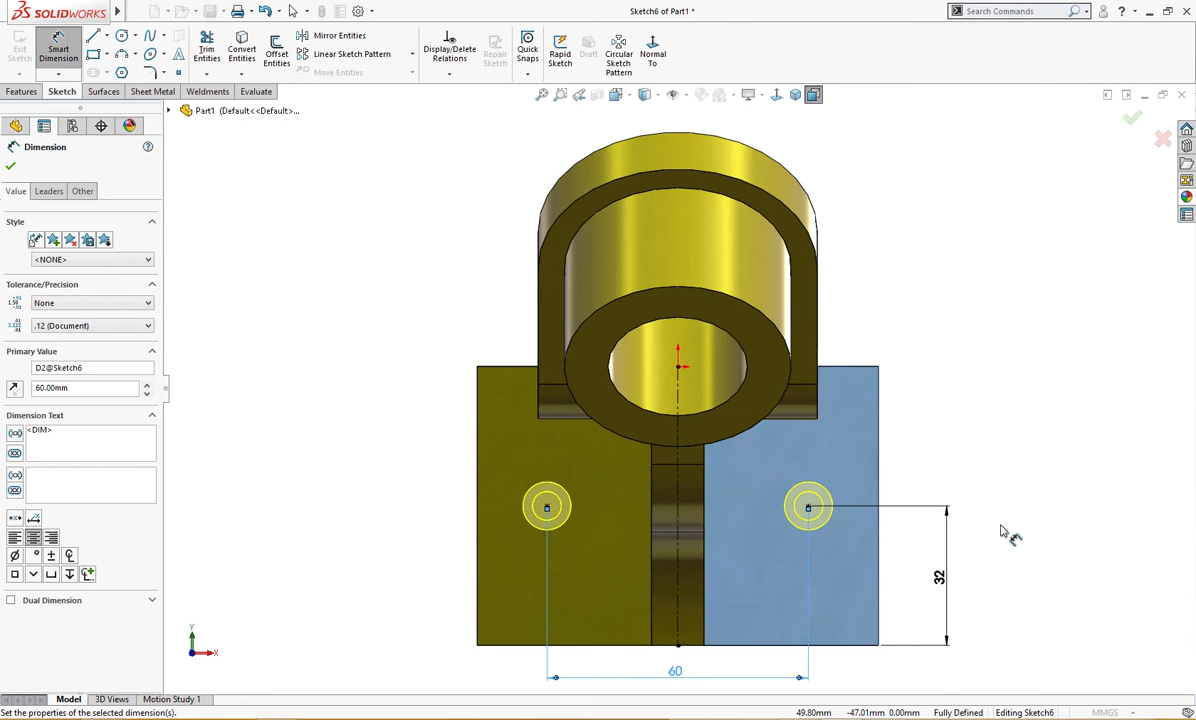 SOLIDWORKS
Sketch6 of Part1 *
Search Commands
Exit Sketch
Smart Dimension
Trim Entities
Convert Entities
Offset Entities
Mirror Entities
Linear Sketch Pattern
Move Entities
Display/Delete Relations
Repair Sketch
Quick Snaps
Rapid Sketch
Draft
Circular Sketch Pattern
Normal To
Features
Sketch
Surfaces
Sheet Metal
Weldments
Evaluate
Part1 (Default<<Default>...
Dimension
Value
Leaders
Other
Style
<NONE>
Tolerance/Precision
None
.12 (Document)
Primary Value
D2@Sketch6
60.00mm
Dimension Text
<DIM>
Dual Dimension
32
60
Y
X
Model
3D Views
Motion Study 1
Set the properties of the selected dimension(s).
49.80mm
-47.01mm
0.00mm
Fully Defined
Editing Sketch6
MMGS